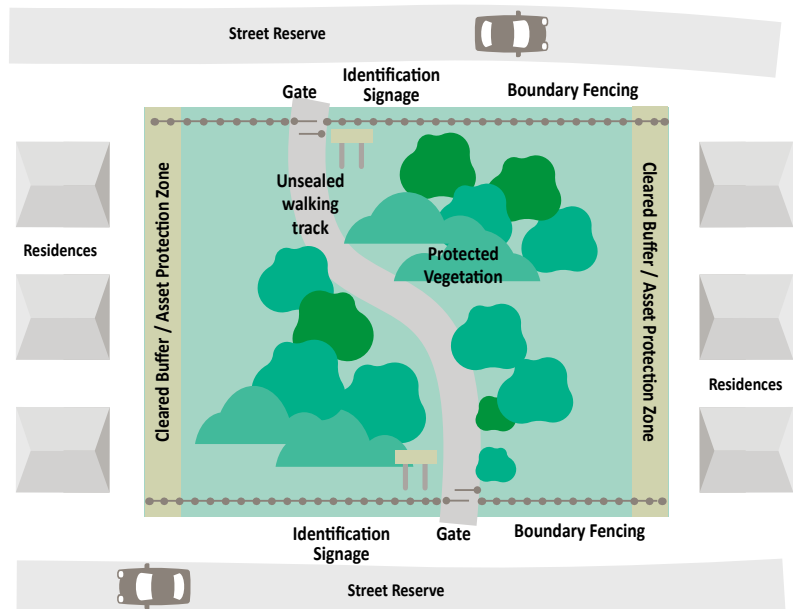 Street Reserve
Identification
Signage
Gate
Boundary Fencing
Unsealed
walking
track
Protected
Vegetation
Residences
Cleared Buffer / Asset Protection Zone
Cleared Buffer / Asset Protection Zone
Residences
Identification
Signage
Gate
Boundary Fencing
Street Reserve